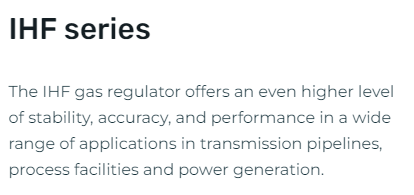 IHF series
The IHF gas regulator offers an even higher level
of stability, accuracy, and performance in a wide
range of applications in transmission pipelines,
process facilities and power generation.